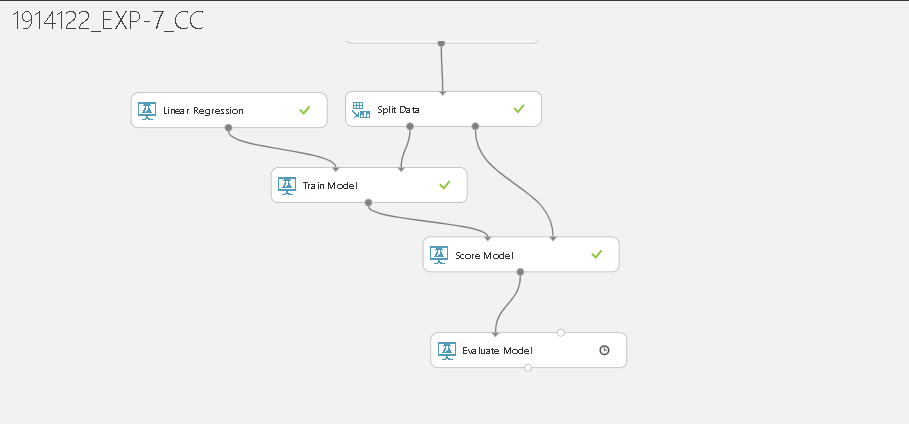 1914122_EXP-7_CC
Linear Regression
Split Data
Train Model
Score Model
Evaluate Model